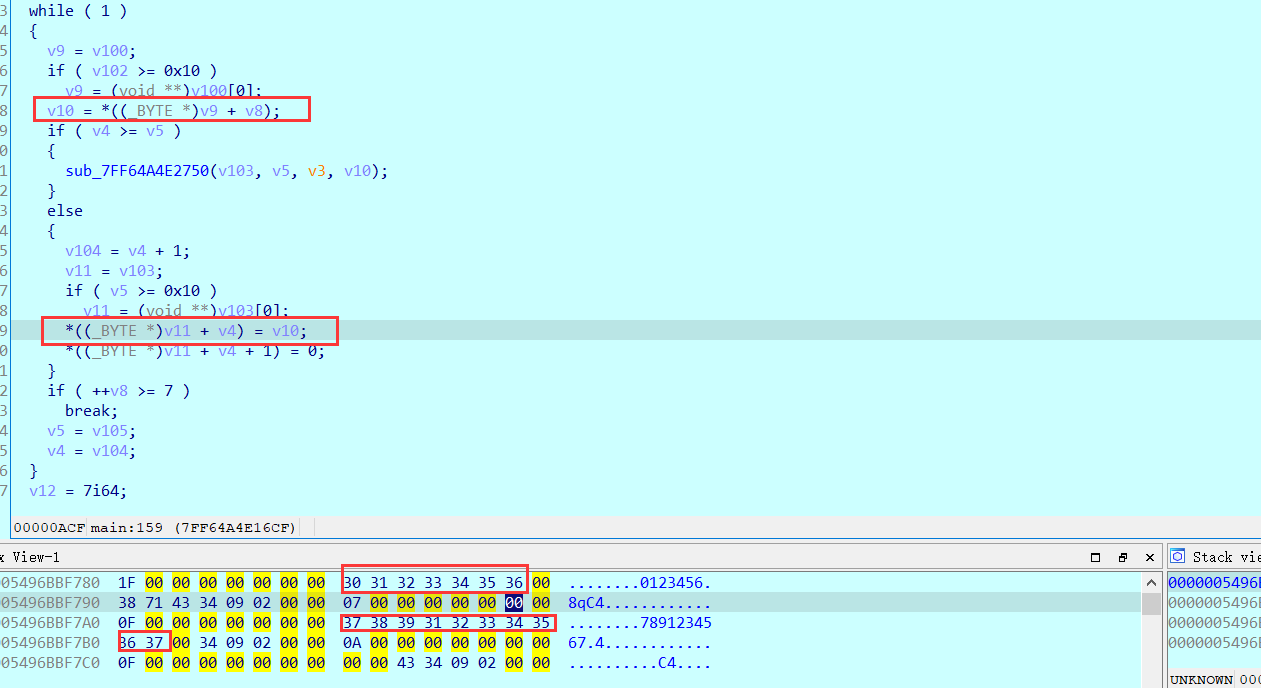 3 while ( 1 )
4 {
5 v9 = v100;
6 if ( v102 >= 0x10 )
7 v9 = (void **)v100[0];
8 v10 = *((_BYTE *)v9 + v8);
9 if ( v4 >= v5 )
0 {
1 sub_7FF64A4E2750(v103, v5, v3, v10);
2 }
3 else
4 {
5 v104 = v4 + 1;
6 v11 = v103;
7 if ( v5 >= 0x10 )
8 v11 = (void **)v103[0];
9 *((_BYTE *)v11 + v4) = v10;
0 *((_BYTE *)v11 + v4 + 1) = 0;
1 }
2 if ( ++v8 >= 7 )
3 break;
4 v5 = v105;
5 v4 = v104;
6 }
7 v12 = 7i64;
00000ACF main:159 (7FF64A4E16CF)
x View-1
Stack vie
005496BBF780 1F 00 00 00 00 00 00 00 30 31 32 33 34 35 36 00 ........0123456.
005496BBF790 38 71 43 34 09 02 00 00 07 00 00 00 00 00 00 00 8qC4............
005496BBF7A0 0F 00 00 00 00 00 00 00 37 38 39 31 32 33 34 35 ........78912345
005496BBF7B0 36 37 00 34 09 02 00 00 0A 00 00 00 00 00 00 00 67.4............
005496BBF7C0 0F 00 00 00 00 00 00 00 00 00 43 34 09 02 00 00 ..........C4....
0000005496B
0000005496B
0000005496B
0000005496B
UNKNOWN 000